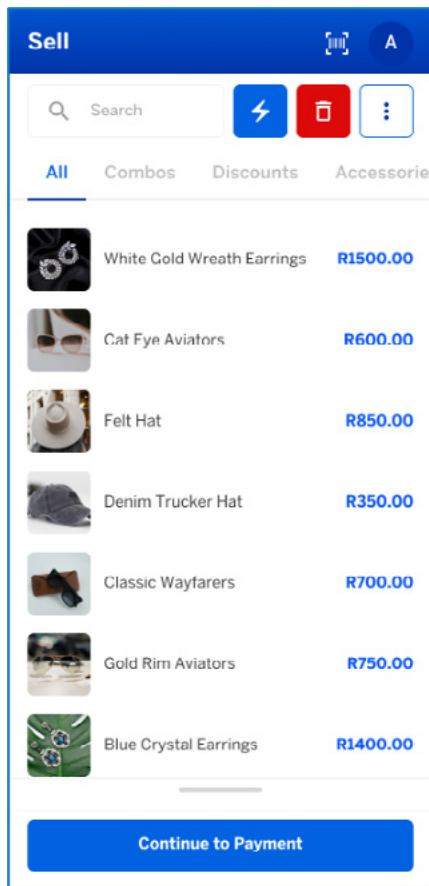 Sell
A
Search
All Combos Discounts Accessorie
White Gold Wreath Earrings R1500.00
Cat Eye Aviators R600.00
Felt Hat R850.00
Denim Trucker Hat R350.00
Classic Wayfarers R700.00
Gold Rim Aviators R750.00
Blue Crystal Earrings R1400.00
Continue to Payment